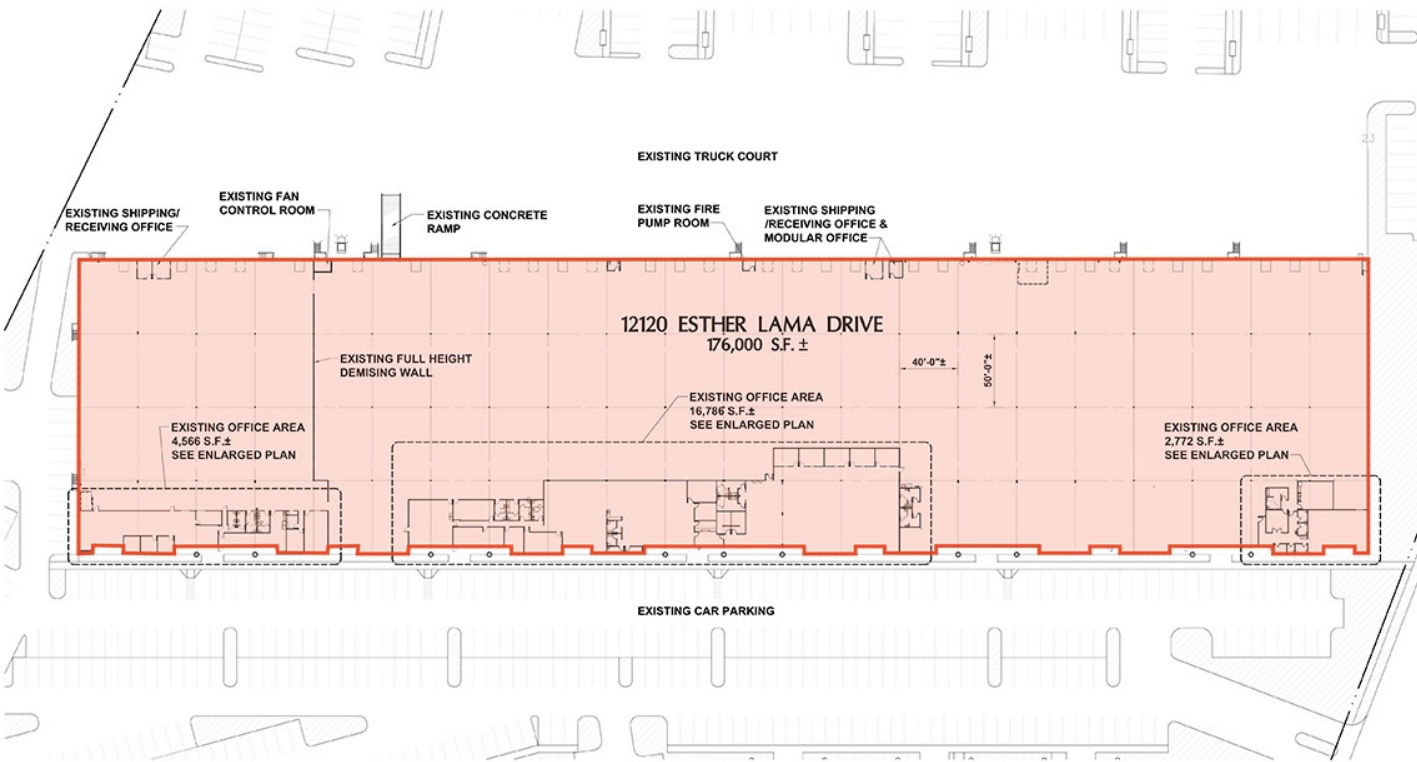 23
EXISTING TRUCK COURT
EXISTING SHIPPING/
RECEIVING OFFICE
EXISTING FAN
CONTROL ROOM
EXISTING CONCRETE
RAMP
EXISTING FIRE
PUMP ROOM
EXISTING SHIPPING
/RECEIVING OFFICE &
MODULAR OFFICE
12120 ESTHER LAMA DRIVE
176,000 S.F. ±
EXISTING FULL HEIGHT
DEMISING WALL
40'-0"±
50'-0"±
EXISTING OFFICE AREA
4,566 S.F.±
SEE ENLARGED PLAN
EXISTING OFFICE AREA
16,786 S.F.±
SEE ENLARGED PLAN
EXISTING OFFICE AREA
2,772 S.F.±
SEE ENLARGED PLAN
EXISTING CAR PARKING